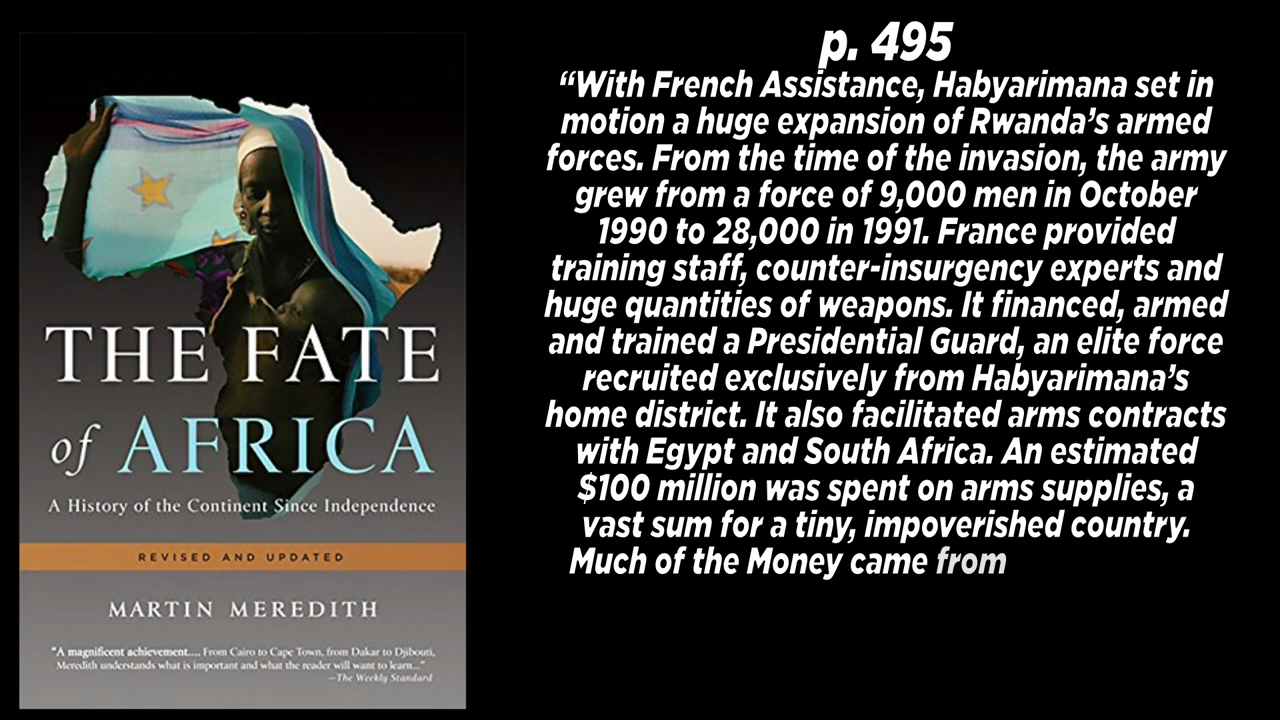 THE FATE
of AFRICA
A History of the Continent Since Independence
REVISED AND UPDATED
MARTIN MEREDITH
"A magnificent achievement.... From Cairo to Cape Town, from Dakar to Djibouti,
Meredith understands what is important and what the reader will want to learn..."
—The Weekly Standard
p. 495
“With French Assistance, Habyarimana set in
motion a huge expansion of Rwanda’s armed
forces. From the time of the invasion, the army
grew from a force of 9,000 men in October
1990 to 28,000 in 1991. France provided
training staff, counter-insurgency experts and
huge quantities of weapons. It financed, armed
and trained a Presidential Guard, an elite force
recruited exclusively from Habyarimana’s
home district. It also facilitated arms contracts
with Egypt and South Africa. An estimated
$100 million was spent on arms supplies, a
vast sum for a tiny, impoverished country.
Much of the Money came from